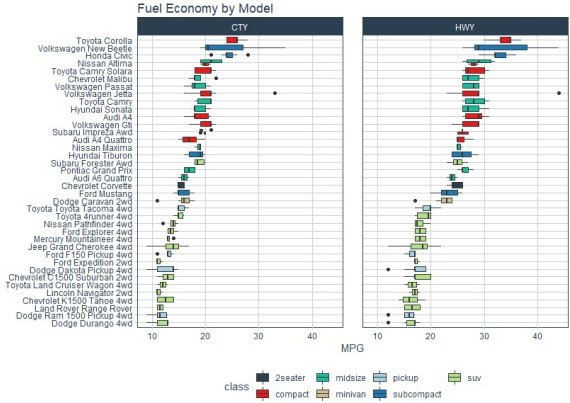 Fuel Economy by Model
CTY HWY
Toyota Corolla
Volkswagen New Beetle
Honda Civic
Nissan Altima
Toyota Camry Solara
Chevrolet Malibu
Volkswagen Passat
Volkswagen Jetta
Toyota Camry
Hyundai Sonata
Audi A4
Volkswagen Gti
Subaru Impreza Awd
Audi A4 Quattro
Nissan Maxima
Hyundai Tiburon
Subaru Forester Awd
Pontiac Grand Prix
Audi A6 Quattro
Chevrolet Corvette
Ford Mustang
Dodge Caravan 2wd
Toyota Toyota Tacoma 4wd
Toyota 4runner 4wd
Nissan Pathfinder 4wd
Ford Explorer 4wd
Mercury Mountaineer 4wd
Jeep Grand Cherokee 4wd
Ford F150 Pickup 4wd
Ford Expedition 2wd
Dodge Dakota Pickup 4wd
Chevrolet C1500 Suburban 2wd
Toyota Land Cruiser Wagon 4wd
Lincoln Navigator 2wd
Chevrolet K1500 Tahoe 4wd
Land Rover Range Rover
Dodge Ram 1500 Pickup 4wd
Dodge Durango 4wd
10 20 30 40 10 20 30 40
MPG
class
2seater midsize pickup suv
compact minivan subcompact